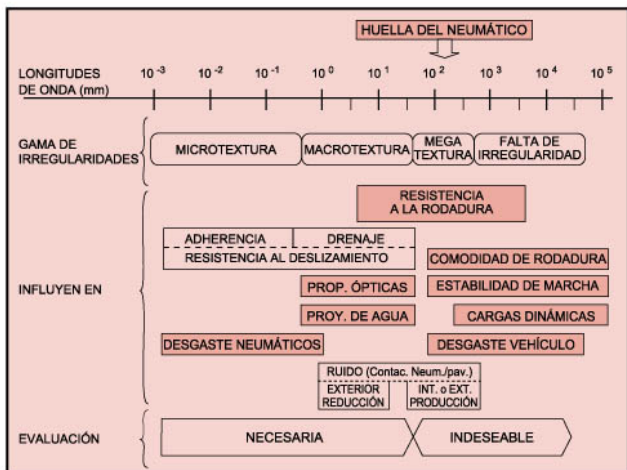 HUELLA DEL NEUMÁTICO
LONGITUDES
DE ONDA (mm)
10⁻³ 10⁻² 10⁻¹ 10⁰ 10¹ 10² 10³ 10⁴ 10⁵
GAMA DE
IRREGULARIDADES
MICROTEXTURA
MACROTEXTURA
MEGA
TEXTURA
FALTA DE
IRREGULARIDAD
INFLUYEN EN
RESISTENCIA
A LA RODADURA
ADHERENCIA DRENAJE
RESISTENCIA AL DESLIZAMIENTO
COMODIDAD DE RODADURA
PROP. ÓPTICAS
ESTABILIDAD DE MARCHA
PROY. DE AGUA
CARGAS DINÁMICAS
DESGASTE NEUMÁTICOS
DESGASTE VEHÍCULO
RUIDO (Contac. Neum./pav.)
EXTERIOR
REDUCCIÓN
INT. o EXT.
PRODUCCIÓN
EVALUACIÓN
NECESARIA
INDESEABLE